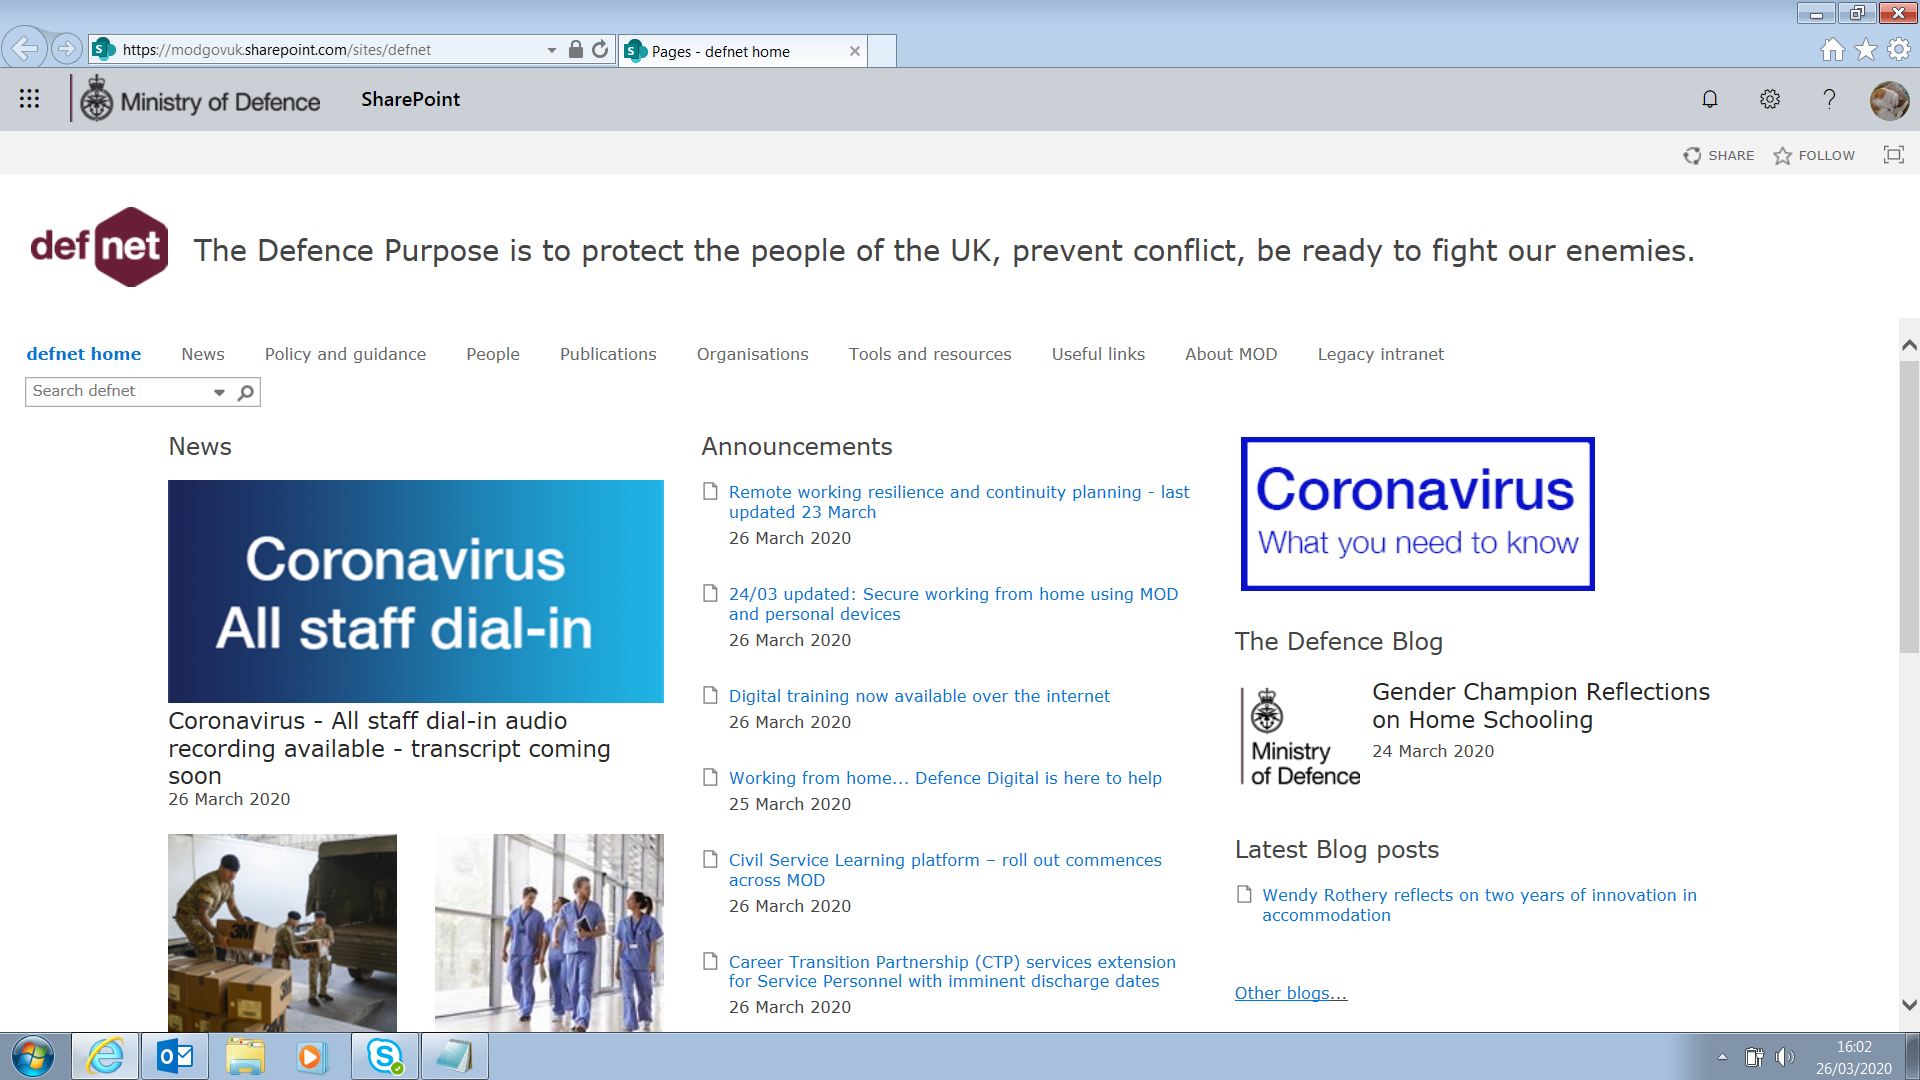 https://modgovuk.sharepoint.com/sites/defnet
Pages - defnet home
Ministry of Defence
SharePoint
SHARE
FOLLOW
def net
The Defence Purpose is to protect the people of the UK, prevent conflict, be ready to fight our enemies.
defnet home
News
Policy and guidance
People
Publications
Organisations
Tools and resources
Useful links
About MOD
Legacy intranet
Search defnet
News
Coronavirus
All staff dial-in
Coronavirus - All staff dial-in audio
recording available - transcript coming
soon
26 March 2020
3M
Announcements
Remote working resilience and continuity planning - last
updated 23 March
26 March 2020
24/03 updated: Secure working from home using MOD
and personal devices
26 March 2020
Digital training now available over the internet
26 March 2020
Working from home... Defence Digital is here to help
25 March 2020
Civil Service Learning platform – roll out commences
across MOD
26 March 2020
Career Transition Partnership (CTP) services extension
for Service Personnel with imminent discharge dates
26 March 2020
Coronavirus
What you need to know
The Defence Blog
Ministry
of Defence
Gender Champion Reflections
on Home Schooling
24 March 2020
Latest Blog posts
Wendy Rothery reflects on two years of innovation in
accommodation
Other blogs...
16:02
26/03/2020